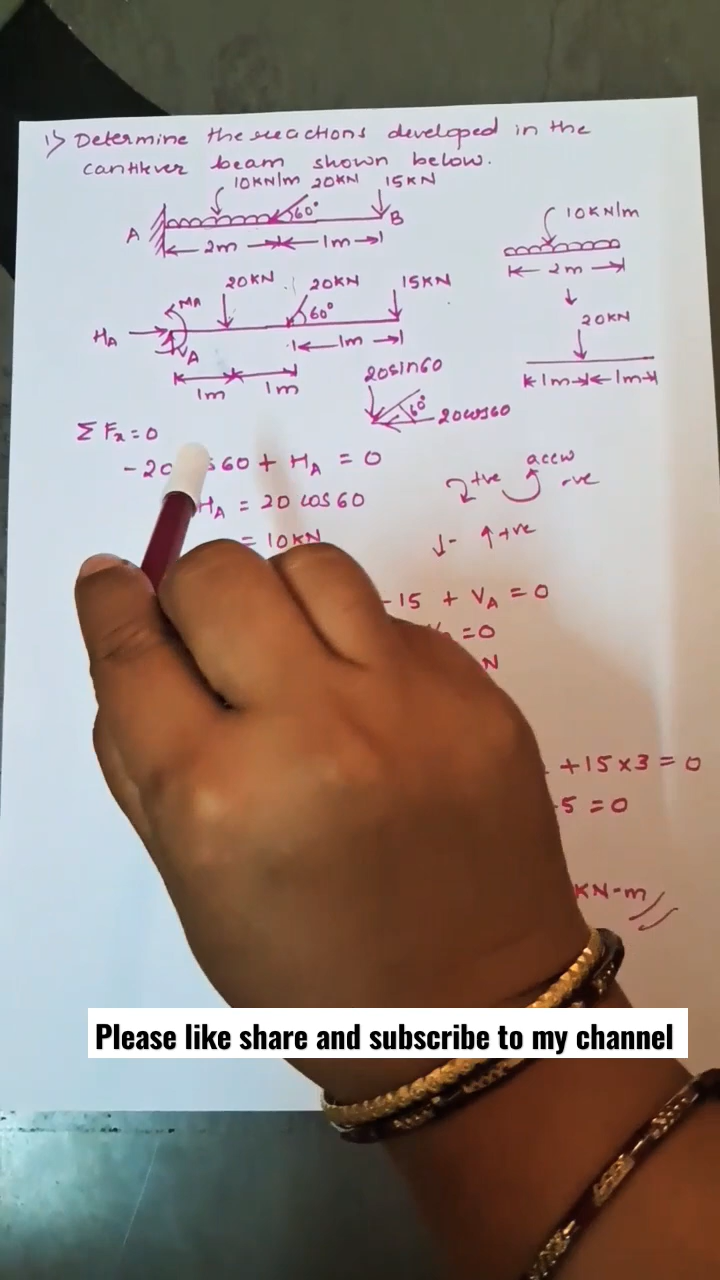 1) Determine the reactions developed in the
cantilever beam shown below.
10KN/m 20KN 15KN
60°
A B
2m 1m
10KN/m
2m
20KN
1m 1m
20KN 20KN 15KN
MA
60°
HA
VA
1m
1m 1m
20sin60
60°
20cos60
Σ Fx = 0
-20 60 + HA = 0
HA = 20 cos 60
= 10KN
+ve accw -ve
↓- ↑+ve
-15 + VA = 0
=0
N
+15×3 = 0
5 = 0
KN-m
Please like share and subscribe to my channel